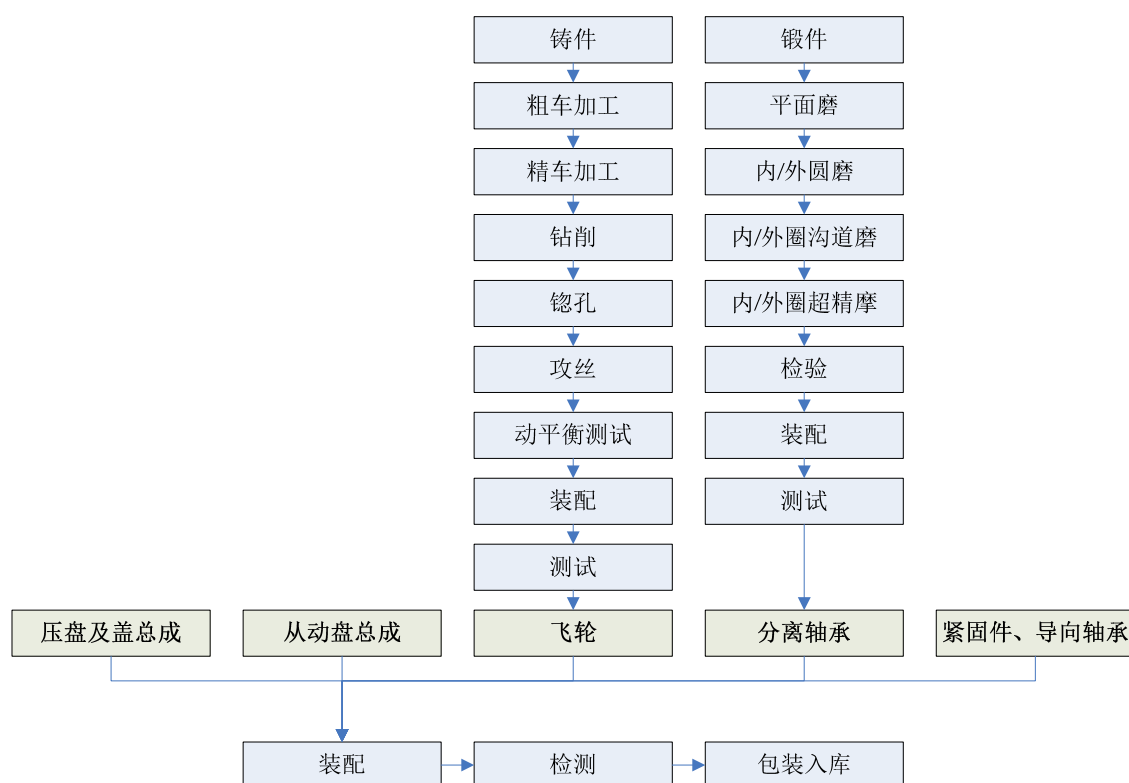 铸件
锻件
粗车加工
平面磨
精车加工
内/外圆磨
钻削
内/外圈沟道磨
锪孔
内/外圈超精摩
攻丝
检验
动平衡测试
装配
装配
测试
测试
压盘及盖总成
从动盘总成
飞轮
分离轴承
紧固件、导向轴承
装配
检测
包装入库